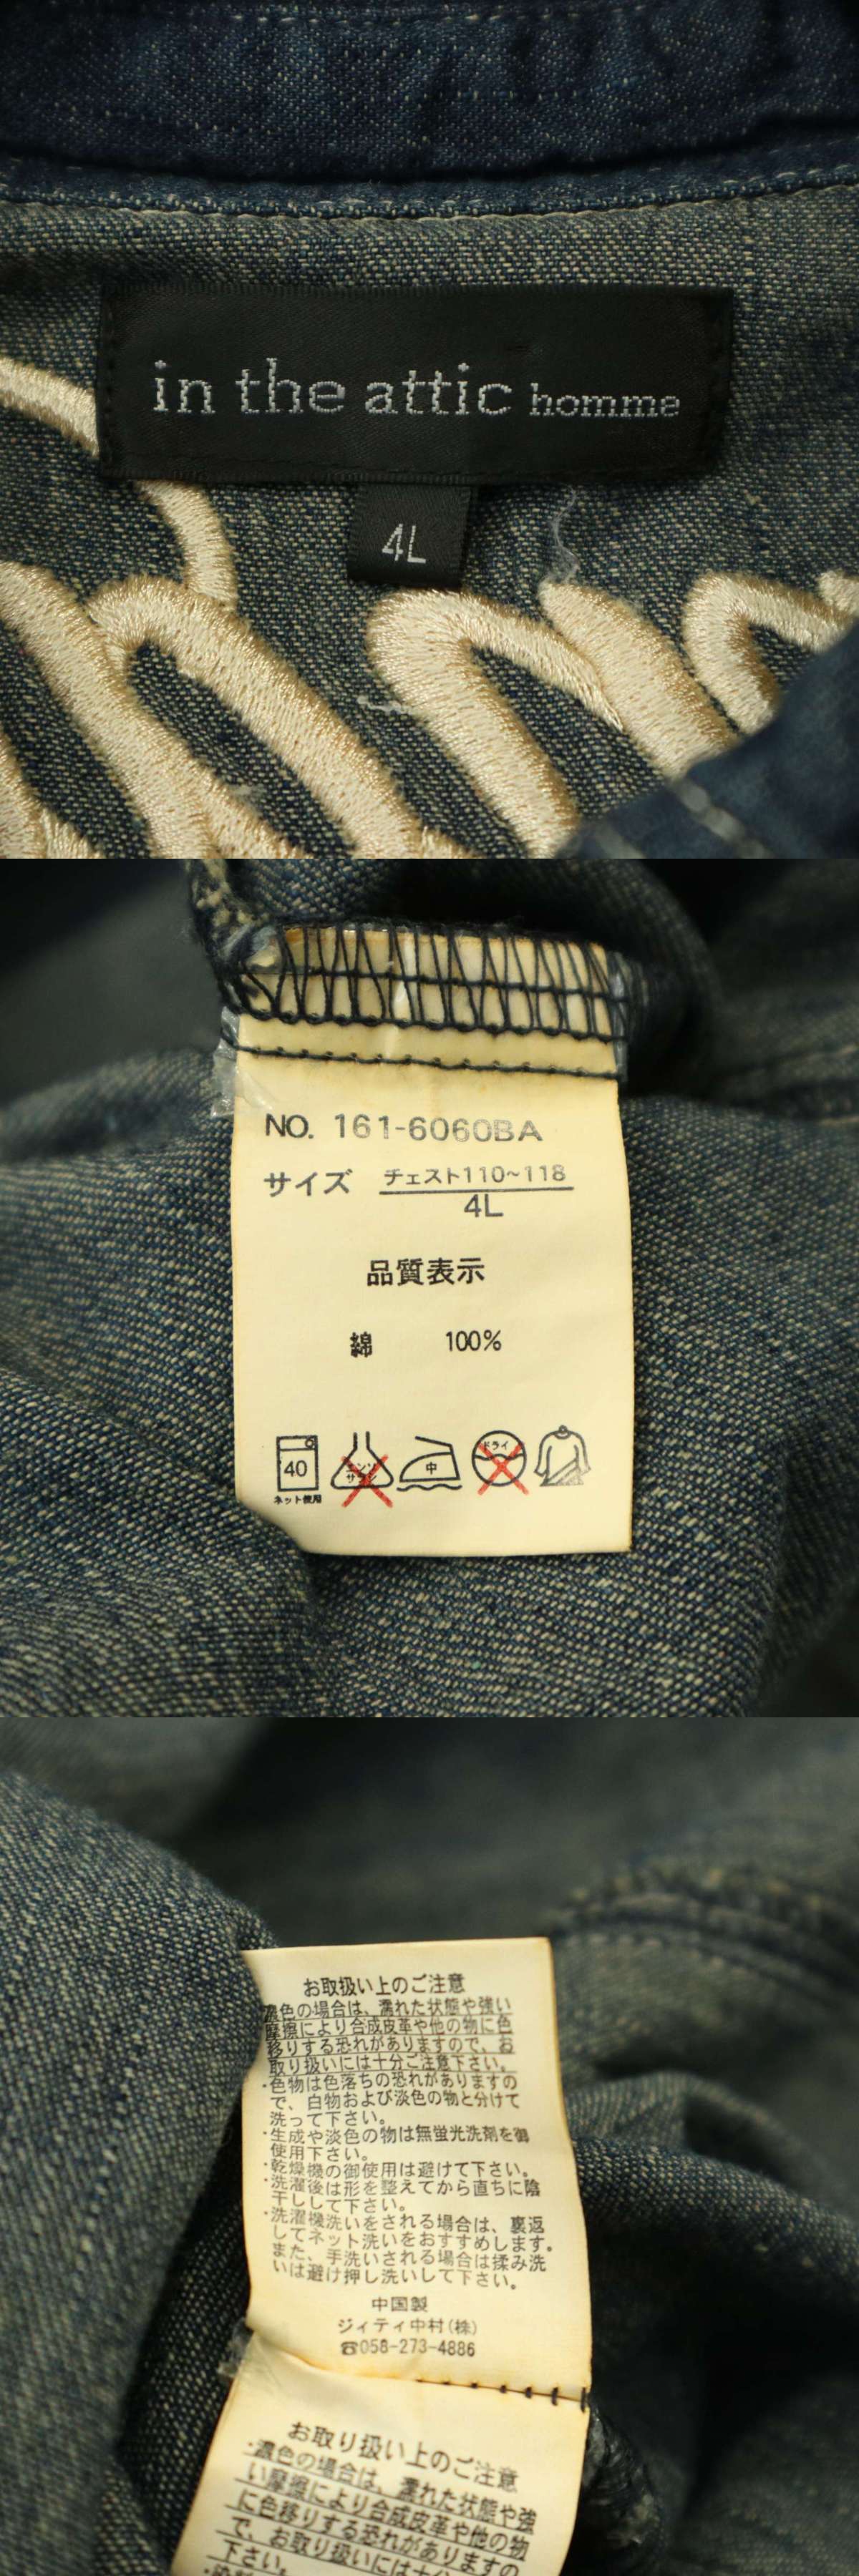 in the attic homme
4L
NO. 161-6060BA
サイズ チェスト110~118
4L
品質表示
綿 100%
40
ネット使用
エンソ
サラシ
中
ドライ
お取扱い上のご注意
濃色の場合は、濡れた状態や強い
摩擦により合成皮革や他の物に色
移りする恐れがありますので、お
取り扱いには十分ご注意下さい。
・色物は色落ちの恐れがありますの
で、白物および淡色の物と分けて
洗って下さい。
・生成や淡色の物は無蛍光洗剤を御
使用下さい。
・乾燥機の御使用は避けて下さい。
・洗濯後は形を整えてから直ちに陰
干しして下さい。
・洗濯機洗いをされる場合は、裏返
してネット洗いをおすすめします。
また、手洗いされる場合は揉み洗
いは避け押し洗いして下さい。
中国製
ジィティ中村(株)
☎058-273-4886
お取り扱い上のご注意
・濃色の場合は、濡れた状態や強
い摩擦により合成皮革や他の物
に色移りする恐れがありますの
で、お取り扱いには十分ご注意
下さい。